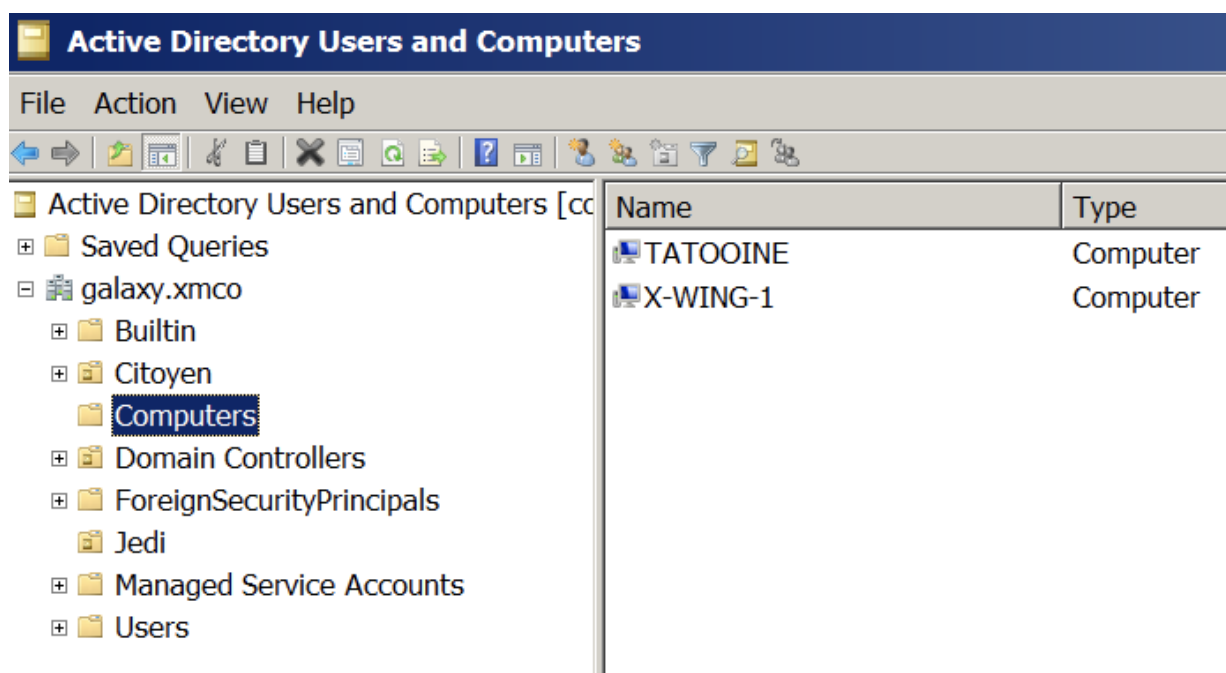 Active Directory Users and Computers
File Action View Help
Active Directory Users and Computers [cc
Saved Queries
galaxy.xmco
Builtin
Citoyen
Computers
Domain Controllers
ForeignSecurityPrincipals
Jedi
Managed Service Accounts
Users
Name Type
TATOOINE Computer
X-WING-1 Computer